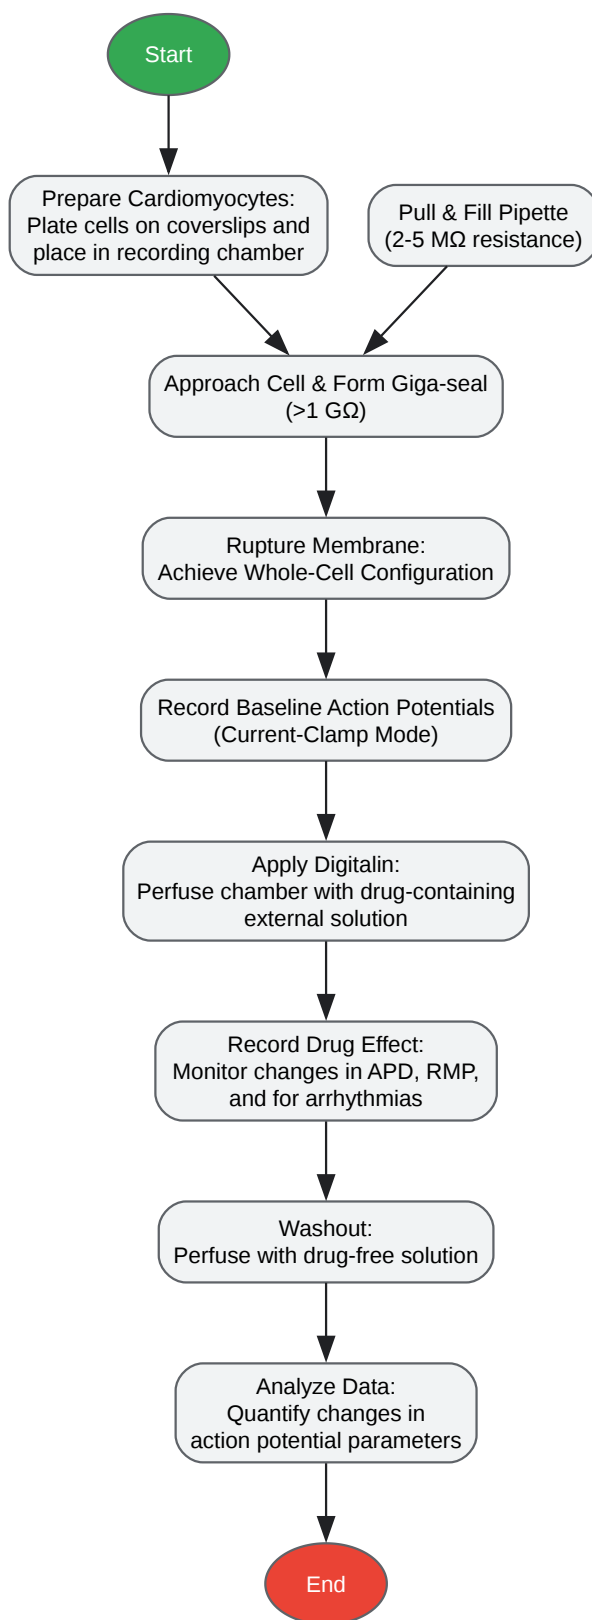 Start
Prepare Cardiomyocytes:
Plate cells on coverslips and
place in recording chamber
Pull & Fill Pipette
(2-5 MΩ resistance)
Approach Cell & Form Giga-seal
(>1 GΩ)
Rupture Membrane:
Achieve Whole-Cell Configuration
Record Baseline Action Potentials
(Current-Clamp Mode)
Apply Digitalin:
Perfuse chamber with drug-containing
external solution
Record Drug Effect:
Monitor changes in APD, RMP,
and for arrhythmias
Washout:
Perfuse with drug-free solution
Analyze Data:
Quantify changes in
action potential parameters
End